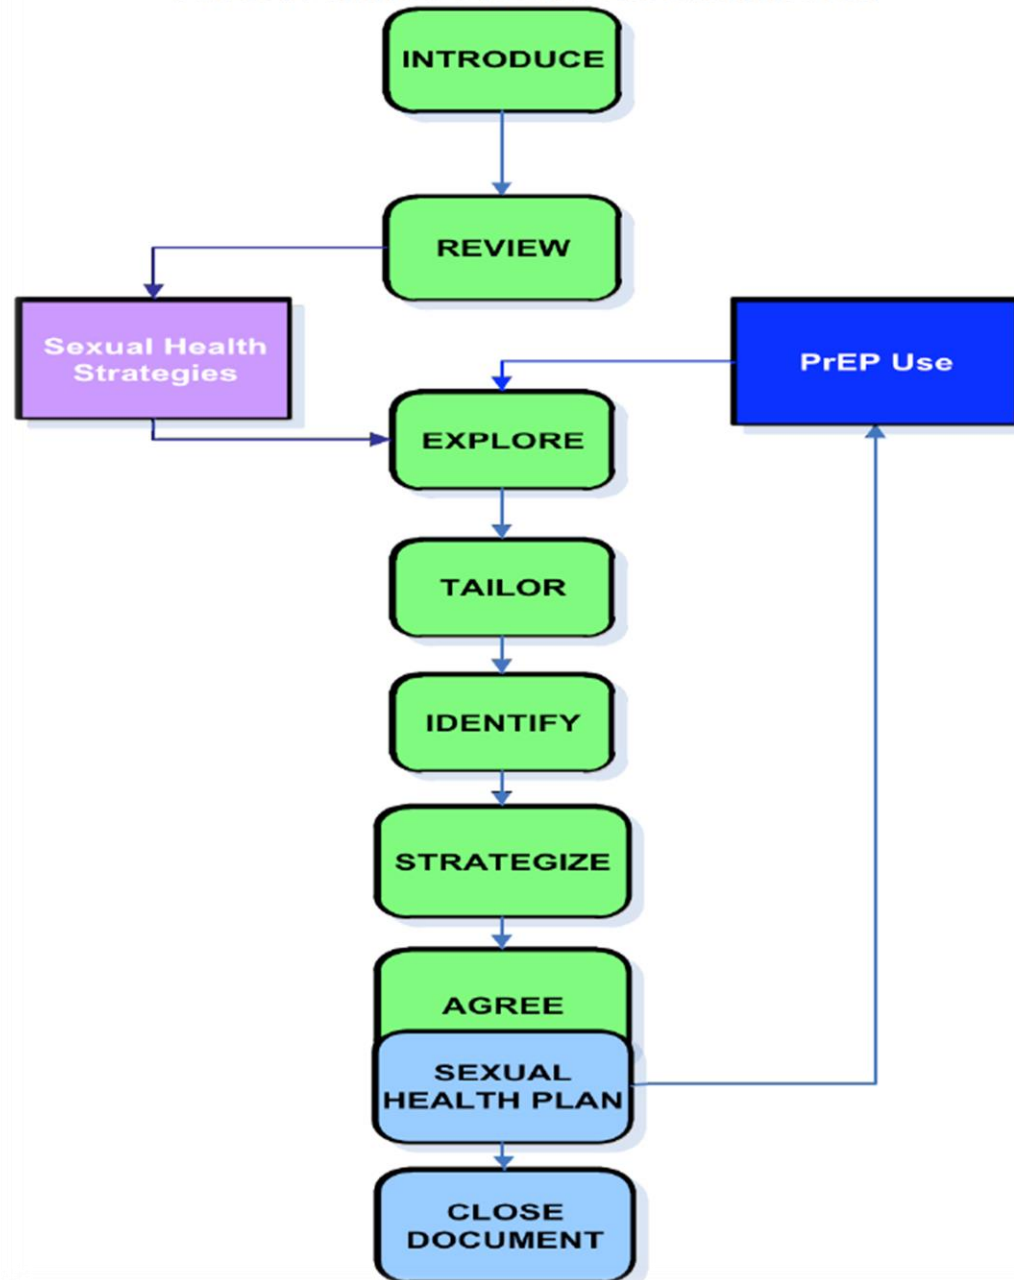 INTRODUCE
REVIEW
Sexual Health
Strategies
PrEP Use
EXPLORE
TAILOR
IDENTIFY
STRATEGIZE
AGREE
SEXUAL
HEALTH PLAN
CLOSE
DOCUMENT